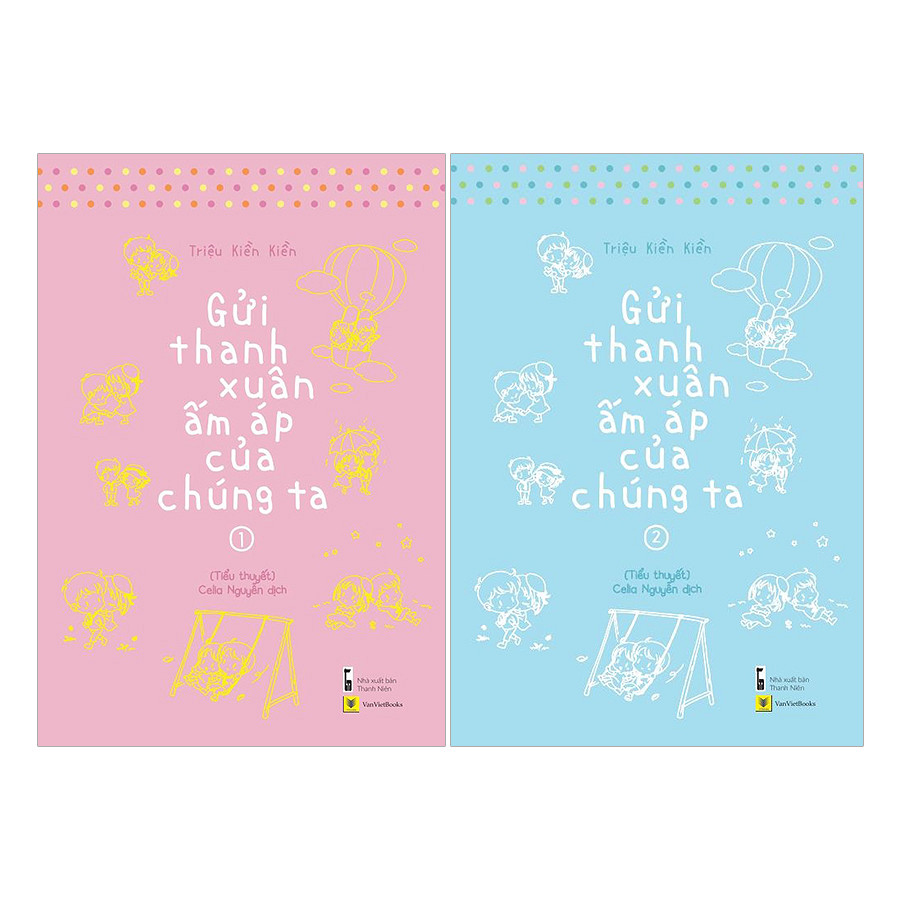 Triệu Kiền Kiền
Gửi
thanh
xuân
ấm áp
của
chúng ta
1
(Tiểu thuyết)
Celia Nguyễn dịch
Nhà xuất bản
Thanh Niên
VanVietBooks
Triệu Kiền Kiền
Gửi
thanh
xuân
ấm áp
của
chúng ta
2
(Tiểu thuyết)
Celia Nguyễn dịch
Nhà xuất bản
Thanh Niên
VanVietBooks